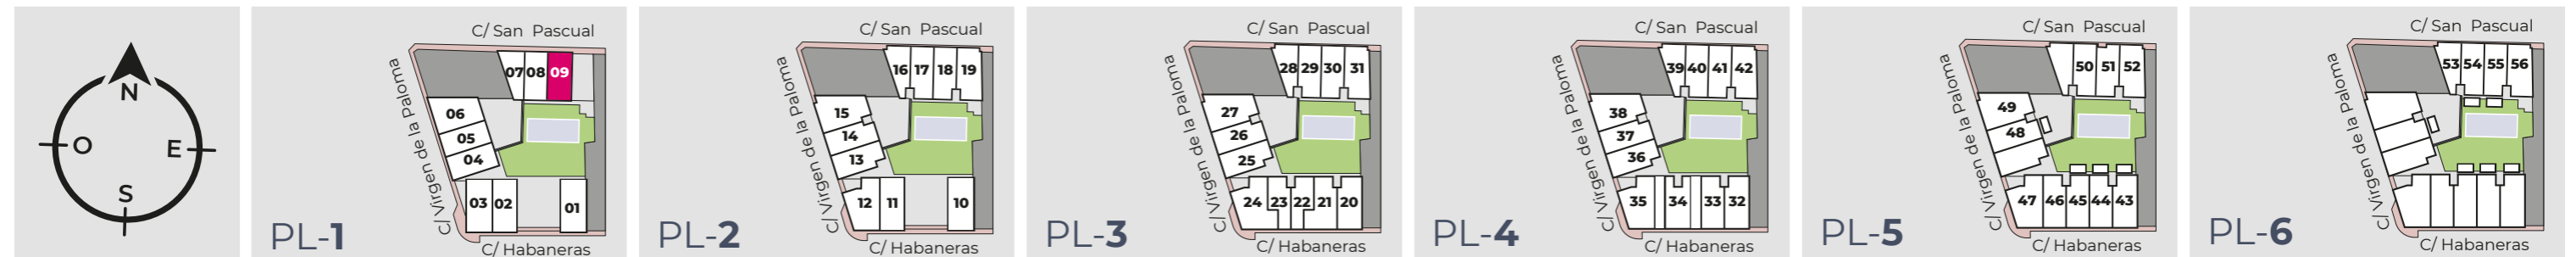 N
O
E
S
C/ San Pascual
C/Virgen de la Paloma
07 08 09
06
05
04
03 02 01
C/ Habaneras
PL-1
C/ San Pascual
C/Virgen de la Paloma
16 17 18 19
15
14
13
12 11 10
C/ Habaneras
PL-2
C/ San Pascual
C/Virgen de la Paloma
28 29 30 31
27
26
25
24 23 22 21 20
C/ Habaneras
PL-3
C/ San Pascual
C/Virgen de la Paloma
39 40 41 42
38
37
36
35 34 33 32
C/ Habaneras
PL-4
C/ San Pascual
C/Virgen de la Paloma
50 51 52
49
48
47 46 45 44 43
C/ Habaneras
PL-5
C/ San Pascual
C/Virgen de la Paloma
53 54 55 56
C/ Habaneras
PL-6